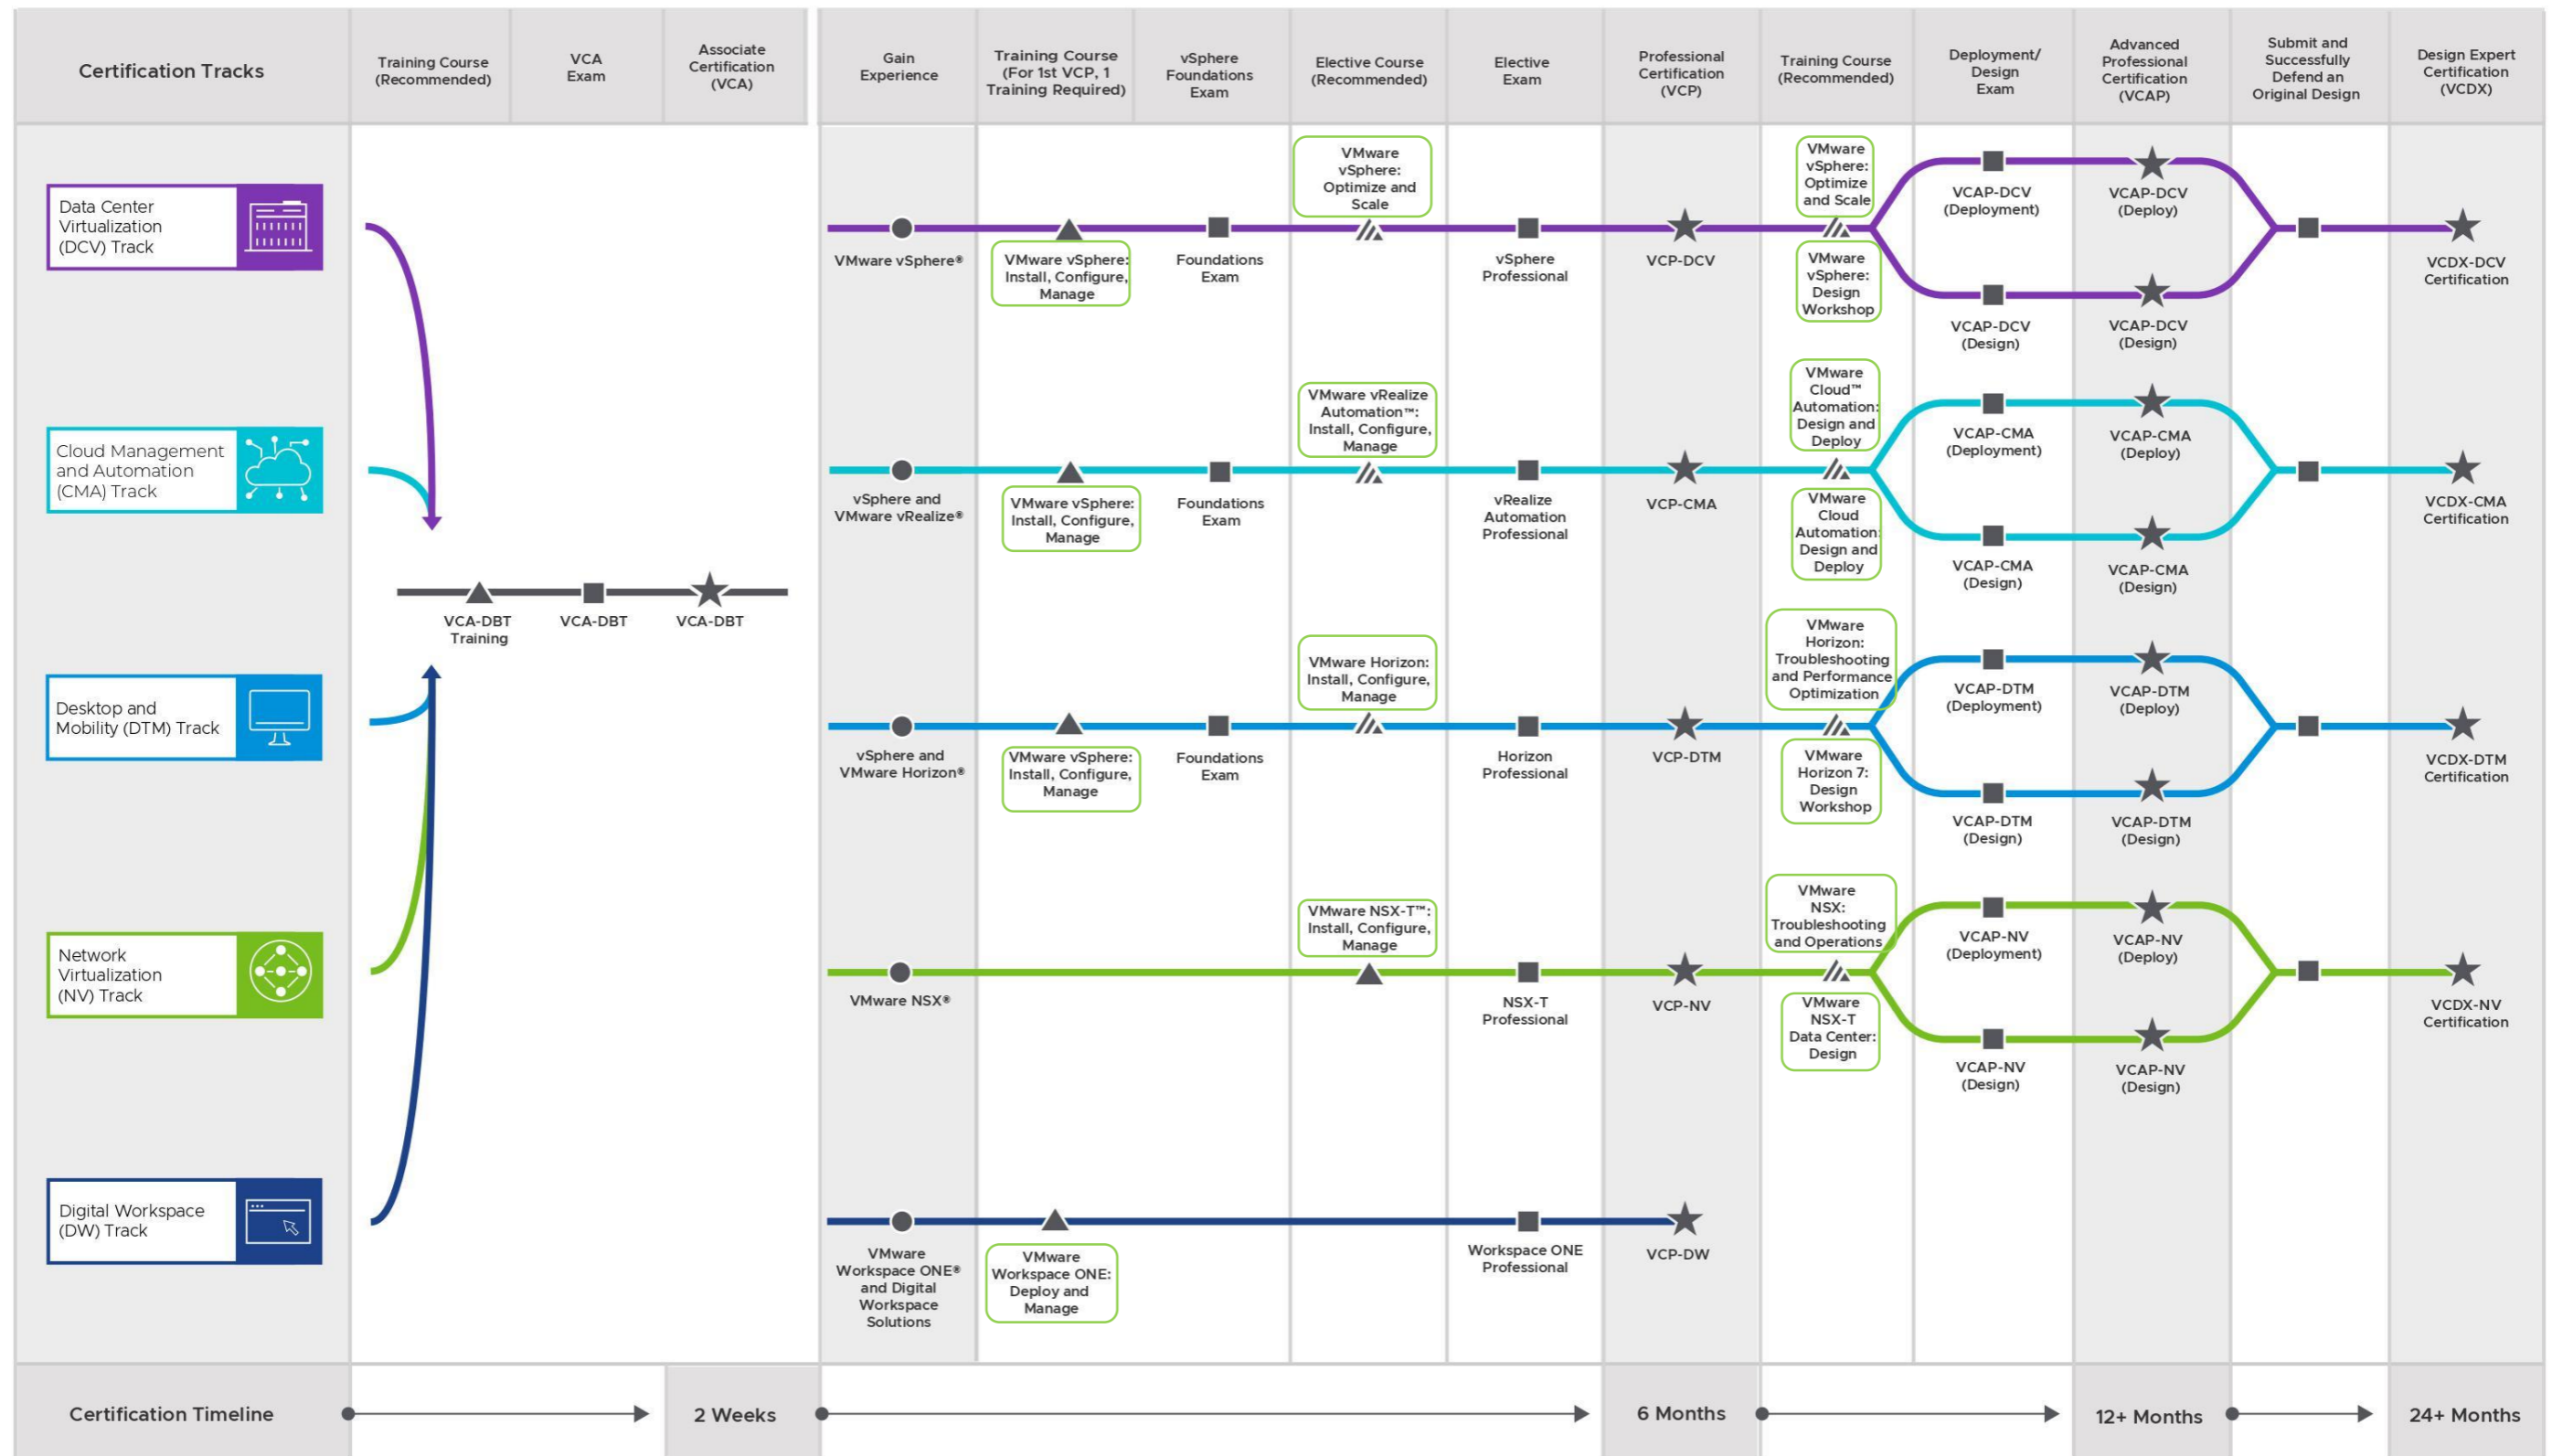 Certification Tracks
Training Course
(Recommended)
VCA
Exam
Associate
Certification
(VCA)
Gain
Experience
Training Course
(For 1st VCP, 1
Training Required)
vSphere
Foundations
Exam
Elective Course
(Recommended)
Elective
Exam
Professional
Certification
(VCP)
Training Course
(Recommended)
Deployment/
Design
Exam
Advanced
Professional
Certification
(VCAP)
Submit and
Successfully
Defend an
Original Design
Design Expert
Certification
(VCDX)
Data Center
Virtualization
(DCV) Track
VMware vSphere®
VMware vSphere:
Install, Configure,
Manage
Foundations
Exam
VMware
vSphere:
Optimize and
Scale
vSphere
Professional
VCP-DCV
VMware
vSphere:
Optimize
and Scale
VMware
vSphere:
Design
Workshop
VCAP-DCV
(Deployment)
VCAP-DCV
(Deploy)
VCAP-DCV
(Design)
VCAP-DCV
(Design)
VCDX-DCV
Certification
Cloud Management
and Automation
(CMA) Track
vSphere and
VMware vRealize®
VMware vSphere:
Install, Configure,
Manage
Foundations
Exam
VMware vRealize
Automation™:
Install, Configure,
Manage
vRealize
Automation
Professional
VCP-CMA
VMware
Cloud™
Automation:
Design and
Deploy
VMware
Cloud
Automation:
Design and
Deploy
VCAP-CMA
(Deployment)
VCAP-CMA
(Deploy)
VCAP-CMA
(Design)
VCAP-CMA
(Design)
VCDX-CMA
Certification
VCA-DBT
Training
VCA-DBT
VCA-DBT
Desktop and
Mobility (DTM) Track
vSphere and
VMware Horizon®
VMware vSphere:
Install, Configure,
Manage
Foundations
Exam
VMware Horizon:
Install, Configure,
Manage
Horizon
Professional
VCP-DTM
VMware
Horizon:
Troubleshooting
and Performance
Optimization
VMware
Horizon 7:
Design
Workshop
VCAP-DTM
(Deployment)
VCAP-DTM
(Deploy)
VCAP-DTM
(Design)
VCAP-DTM
(Design)
VCDX-DTM
Certification
Network
Virtualization
(NV) Track
VMware NSX®
VMware NSX-T™:
Install, Configure,
Manage
NSX-T
Professional
VCP-NV
VMware
NSX:
Troubleshooting
and Operations
VMware
NSX-T
Data Center:
Design
VCAP-NV
(Deployment)
VCAP-NV
(Deploy)
VCAP-NV
(Design)
VCAP-NV
(Design)
VCDX-NV
Certification
Digital Workspace
(DW) Track
VMware
Workspace ONE®
and Digital
Workspace
Solutions
VMware
Workspace ONE:
Deploy and
Manage
Workspace ONE
Professional
VCP-DW
Certification Timeline
2 Weeks
6 Months
12+ Months
24+ Months